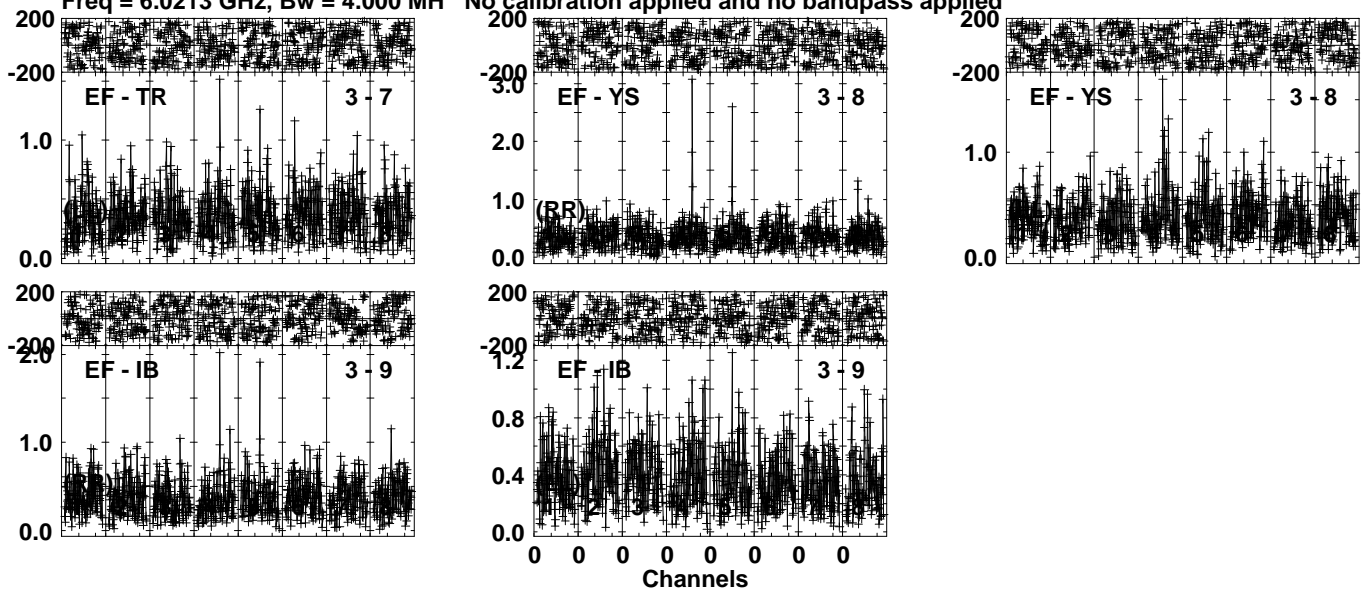 Freq = 6.0213 GHz, Bw = 4.000 MH No calibration applied and no bandpass applied
200
-200
EF - TR 3 - 7
1.0
0.0
-200
EF - YS 3 - 8
3.0
2.0
1.0
(RR)
0.0
200
-200
EF - YS 3 - 8
1.0
0.0
200
-200
2.0
EF - IB 3 - 9
1.0
(RR)
0.0
200
-200
1.2
EF - IB 3 - 9
0.8
0.4
0.0
0 0 0 0 0 0 0 0
Channels